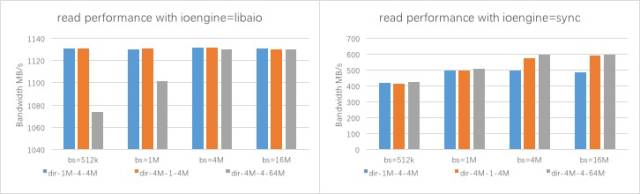 read performance with ioengine=libaio
Bandwidth MB/s
1140
1120
1100
1080
1060
1040
bs=512k
bs=1M
bs=4M
bs=16M
dir-1M-4-4M
dir-4M-1-4M
dir-4M-4-64M
read performance with ioengine=sync
Bandwidth MB/s
700
600
500
400
300
200
100
0
bs=512k
bs=1M
bs=4M
bs=16M
dir-1M-4-4M
dir-4M-1-4M
dir-4M-4-64M